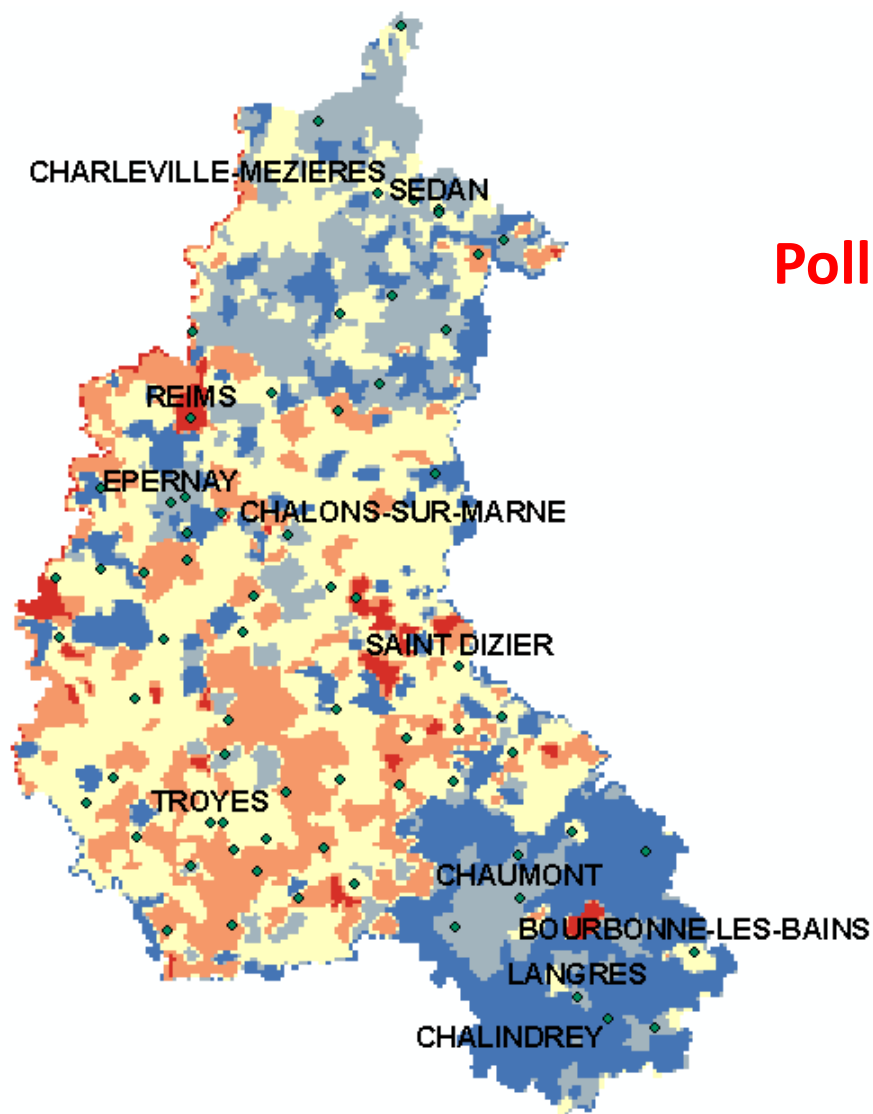 CHARLEVILLE-MEZIERES
SEDAN
Poll
REIMS
EPERNAY
CHALONS-SUR-MARNE
SAINT DIZIER
TROYES
CHAUMONT
BOURBONNE-LES-BAINS
LANGRES
CHALINDREY